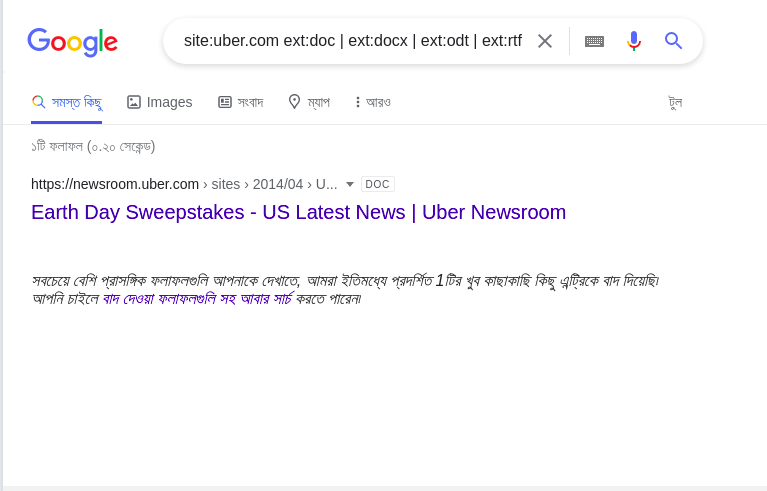 Google
site:uber.com ext:doc | ext:docx | ext:odt | ext:rtf
সমস্ত কিছু Images সংবাদ ম্যাপ আরও টুল
১টি ফলাফল (০.২০ সেকেন্ড)
https://newsroom.uber.com › sites › 2014/04 › U... DOC
Earth Day Sweepstakes - US Latest News | Uber Newsroom
সবচেয়ে বেশি প্রাসঙ্গিক ফলাফলগুলি আপনাকে দেখাতে, আমরা ইতিমধ্যে প্রদর্শিত 1টির খুব কাছাকাছি কিছু এন্ট্রিকে বাদ দিয়েছি৷
আপনি চাইলে বাদ দেওয়া ফলাফলগুলি সহ আবার সার্চ করতে পারেন৷